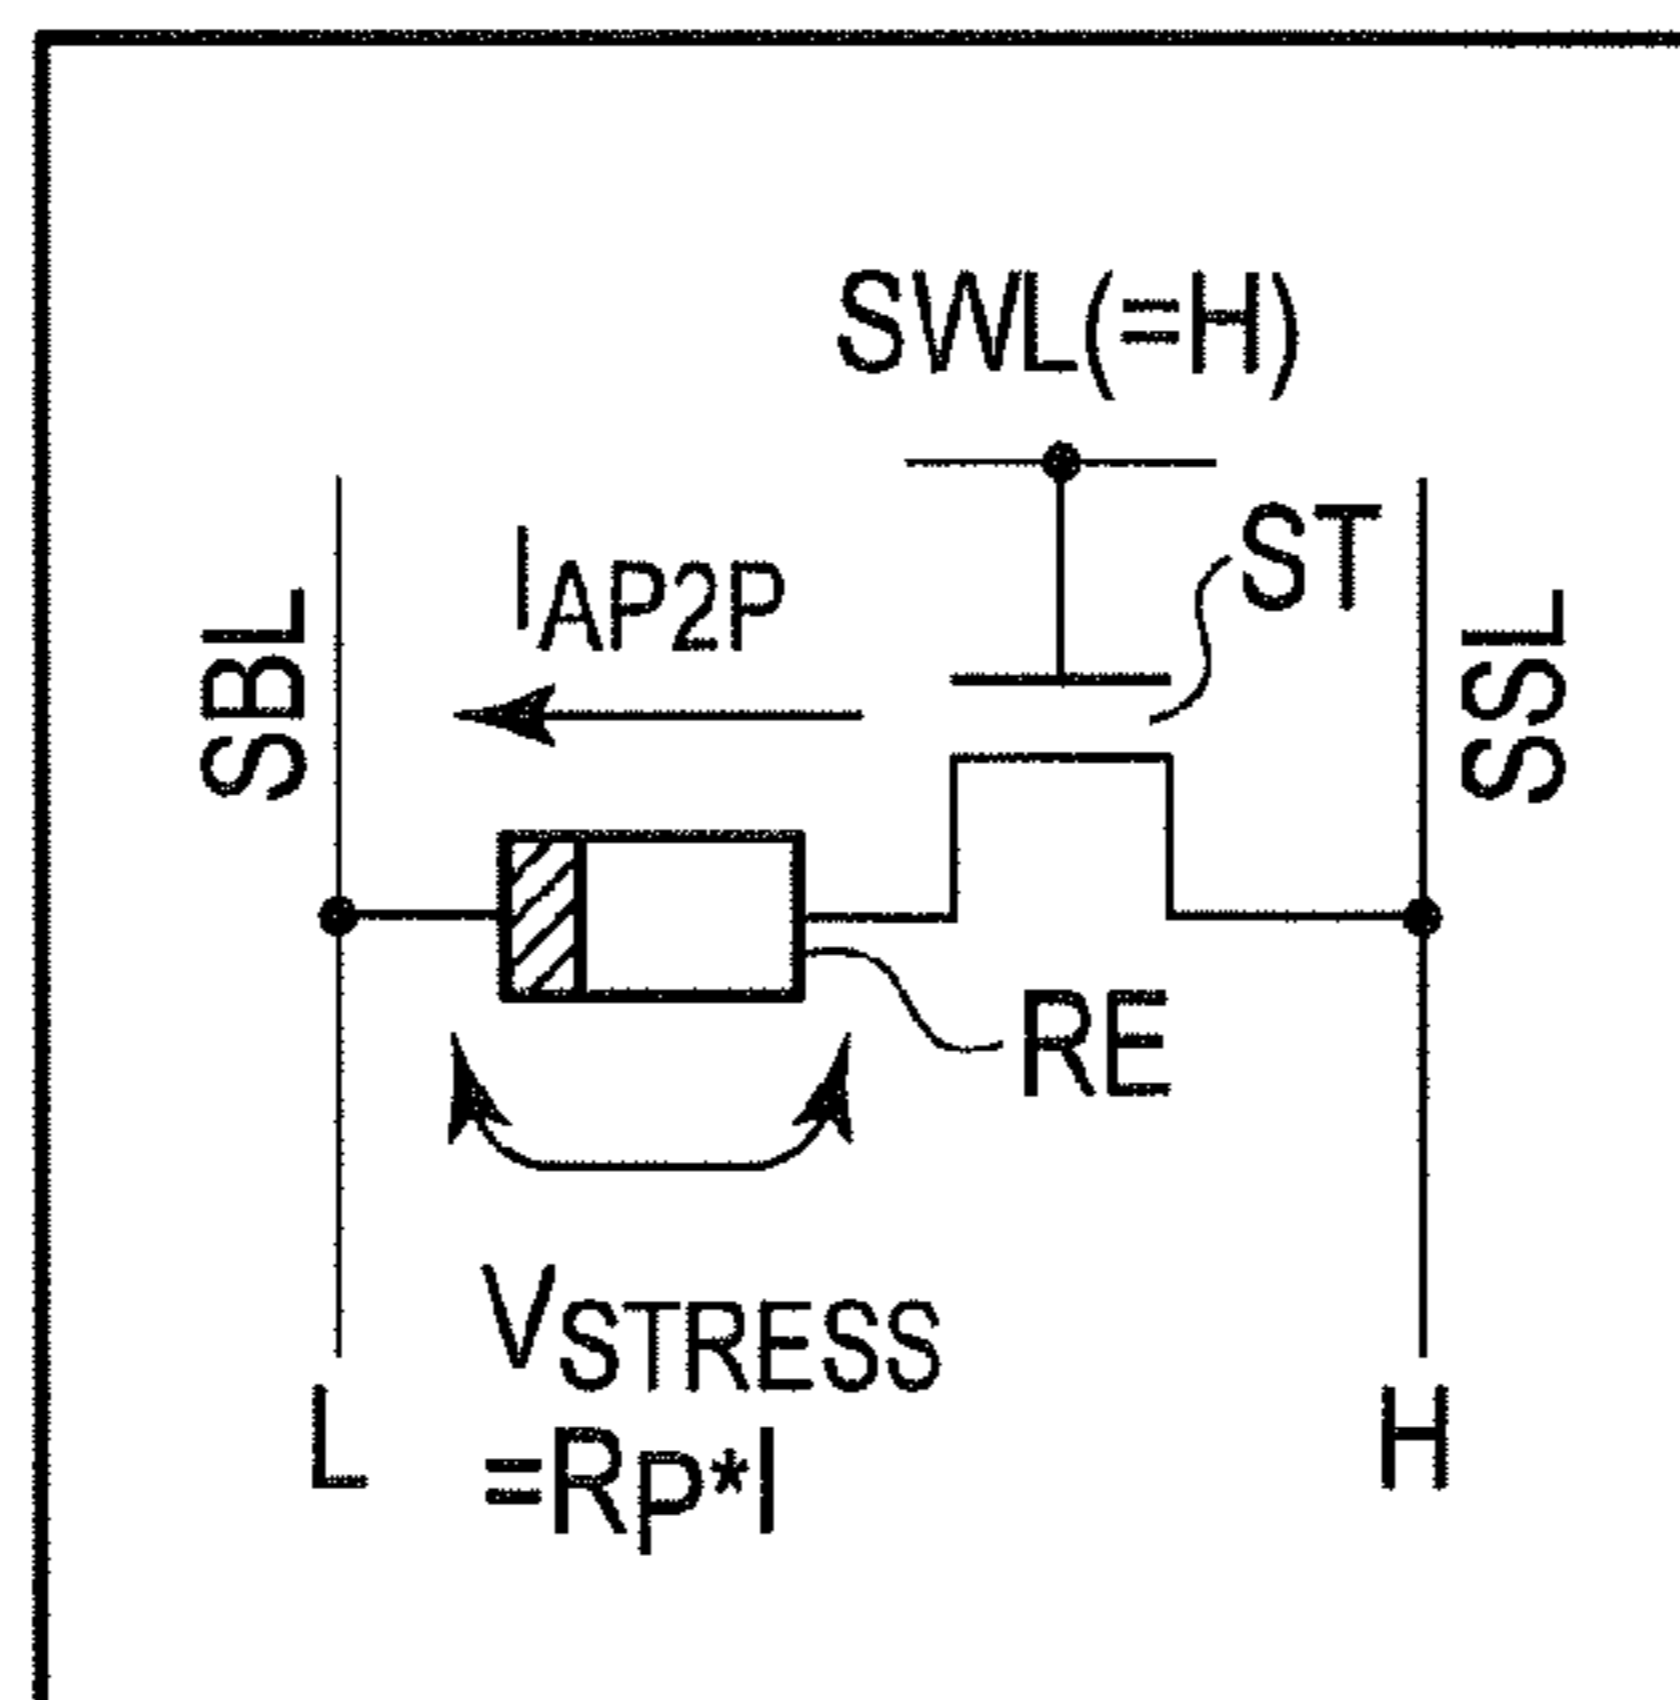 SWL(=H)
ST
IAP2P
SBL
SSL
RE
VSTRESS
=RP*I
L
H